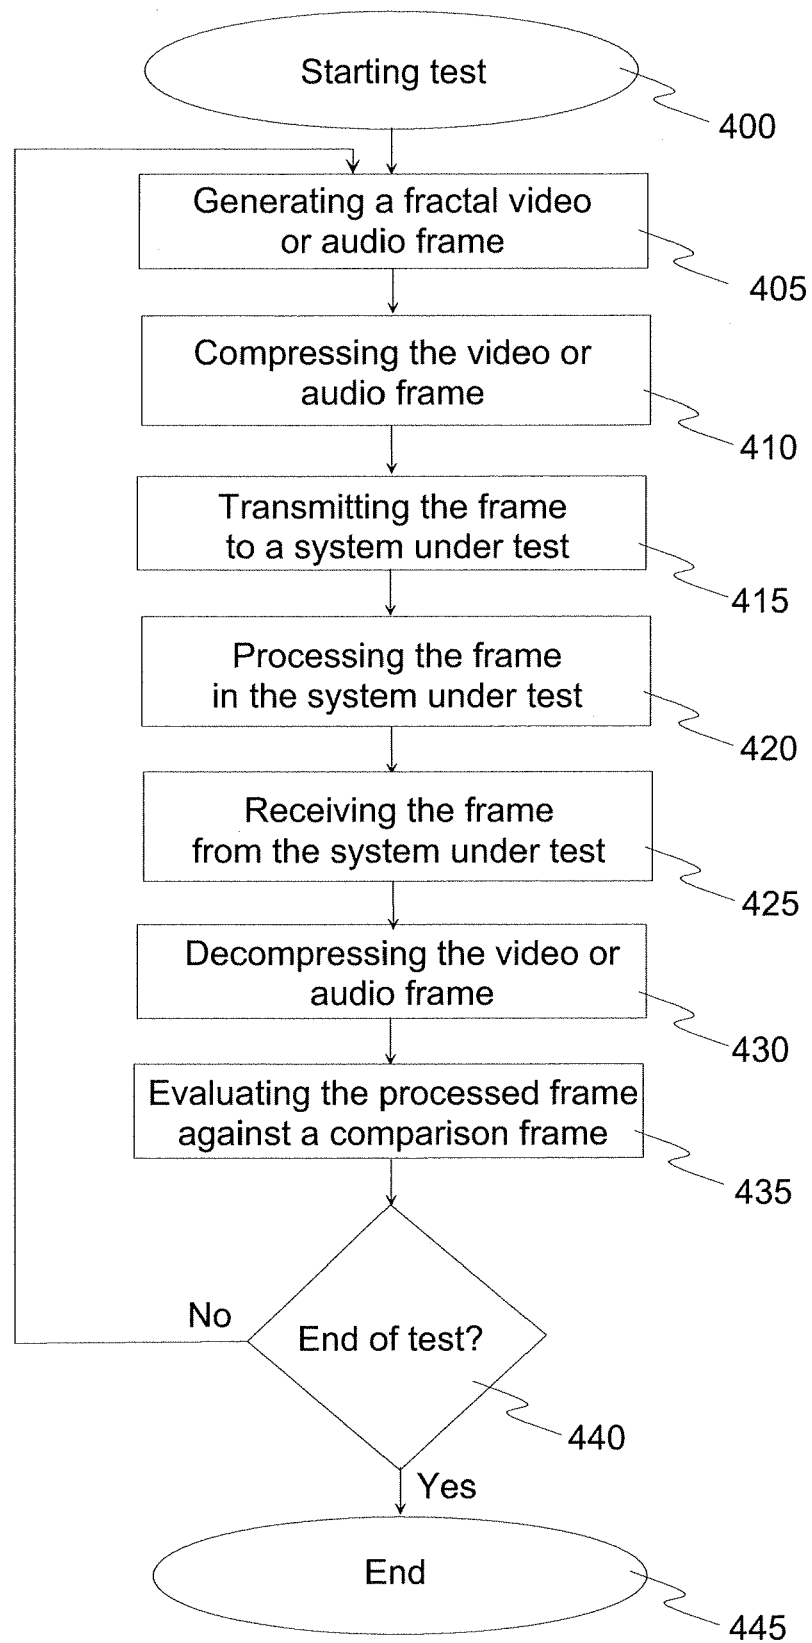 Starting test
400
Generating a fractal video
or audio frame
405
Compressing the video or
audio frame
410
Transmitting the frame
to a system under test
415
Processing the frame
in the system under test
420
Receiving the frame
from the system under test
425
Decompressing the video or
audio frame
430
Evaluating the processed frame
against a comparison frame
435
No
End of test?
440
Yes
End
445